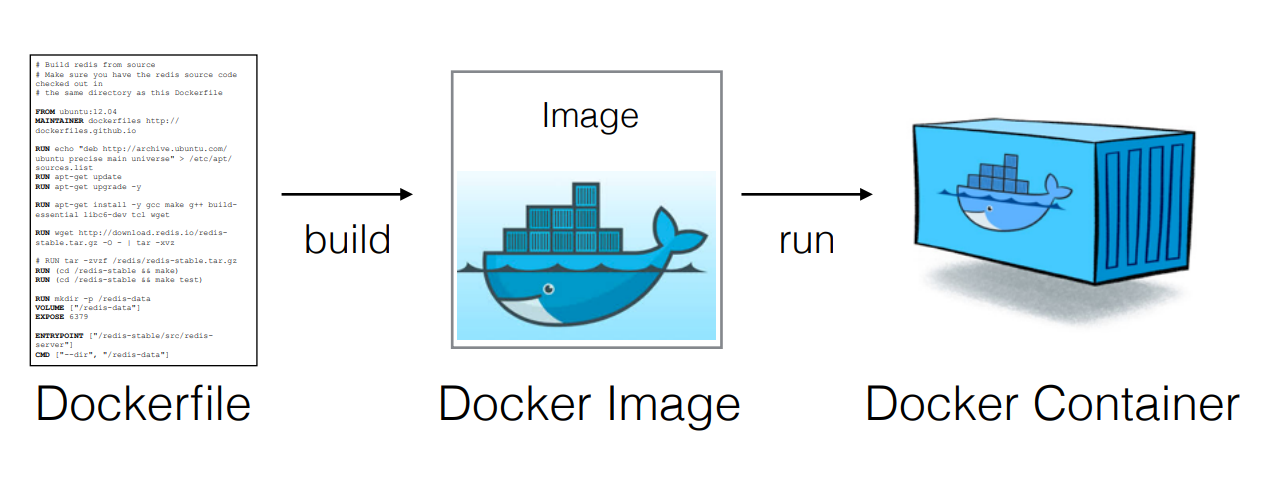 # Build redis from source
# Make sure you have the redis source code
checked out in
# the same directory as this Dockerfile
FROM ubuntu:12.04
MAINTAINER dockerfiles http://
dockerfiles.github.io
RUN echo "deb http://archive.ubuntu.com/
ubuntu precise main universe" > /etc/apt/
sources.list
RUN apt-get update
RUN apt-get upgrade -y
RUN apt-get install -y gcc make g++ build-
essential libc6-dev tcl wget
RUN wget http://download.redis.io/redis-
stable.tar.gz -O - | tar -xvz
# RUN tar -zvzf /redis/redis-stable.tar.gz
RUN (cd /redis-stable && make)
RUN (cd /redis-stable && make test)
RUN mkdir -p /redis-data
VOLUME ["/redis-data"]
EXPOSE 6379
ENTRYPOINT ["/redis-stable/src/redis-
server"]
CMD ["--dir", "/redis-data"]
Dockerfile
build
Image
Docker Image
run
Docker Container